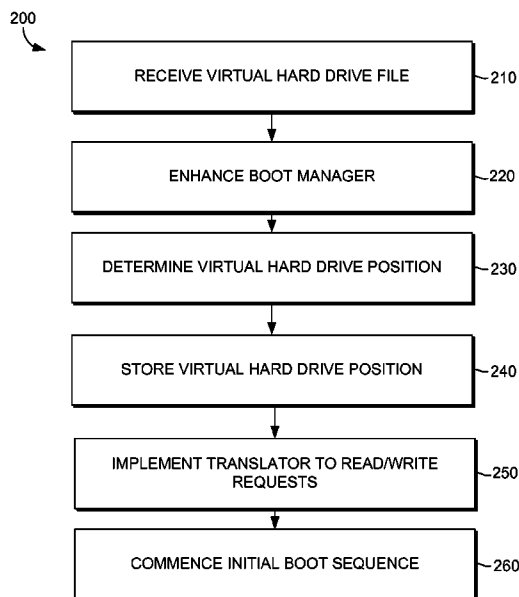 200
RECEIVE VIRTUAL HARD DRIVE FILE
210
ENHANCE BOOT MANAGER
220
DETERMINE VIRTUAL HARD DRIVE POSITION
230
STORE VIRTUAL HARD DRIVE POSITION
240
IMPLEMENT TRANSLATOR TO READ/WRITE
REQUESTS
250
COMMENCE INITIAL BOOT SEQUENCE
260